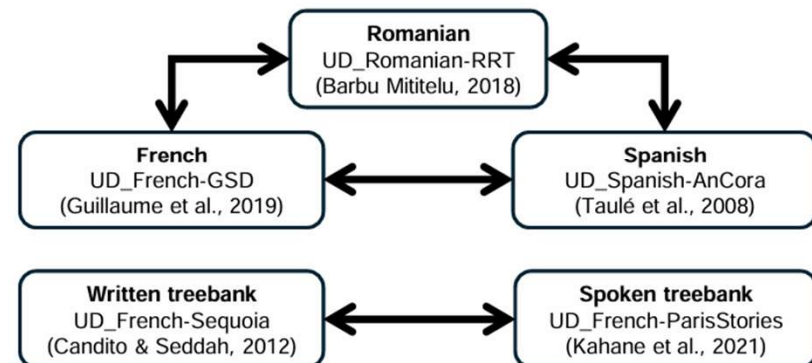 Romanian
UD_Romanian-RRT
(Barbu Mititelu, 2018)
French
UD_French-GSD
(Guillaume et al., 2019)
Spanish
UD_Spanish-AnCora
(Taulé et al., 2008)
Written treebank
UD_French-Sequoia
(Candito & Seddah, 2012)
Spoken treebank
UD_French-ParisStories
(Kahane et al., 2021)